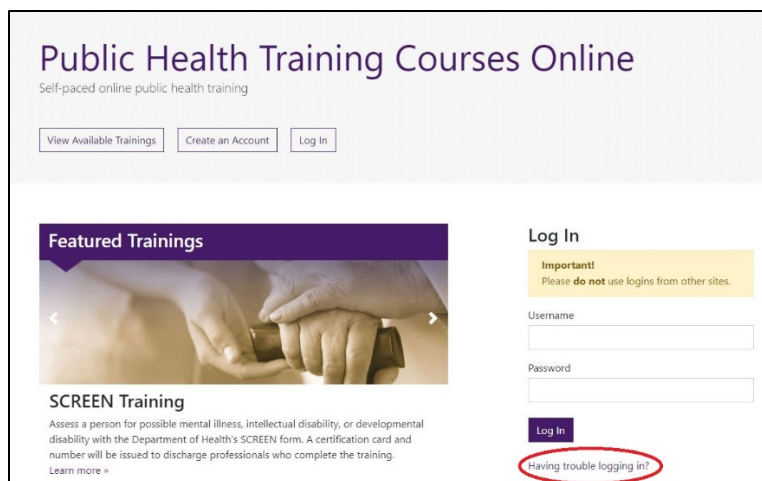 Public Health Training Courses Online
Self-paced online public health training
View Available Trainings
Create an Account
Log In
Featured Trainings
SCREEN Training
Assess a person for possible mental illness, intellectual disability, or developmental
disability with the Department of Health's SCREEN form. A certification card and
number will be issued to discharge professionals who complete the training.
Learn more »
Log In
Important!
Please do not use logins from other sites.
Username
Password
Log In
Having trouble logging in?